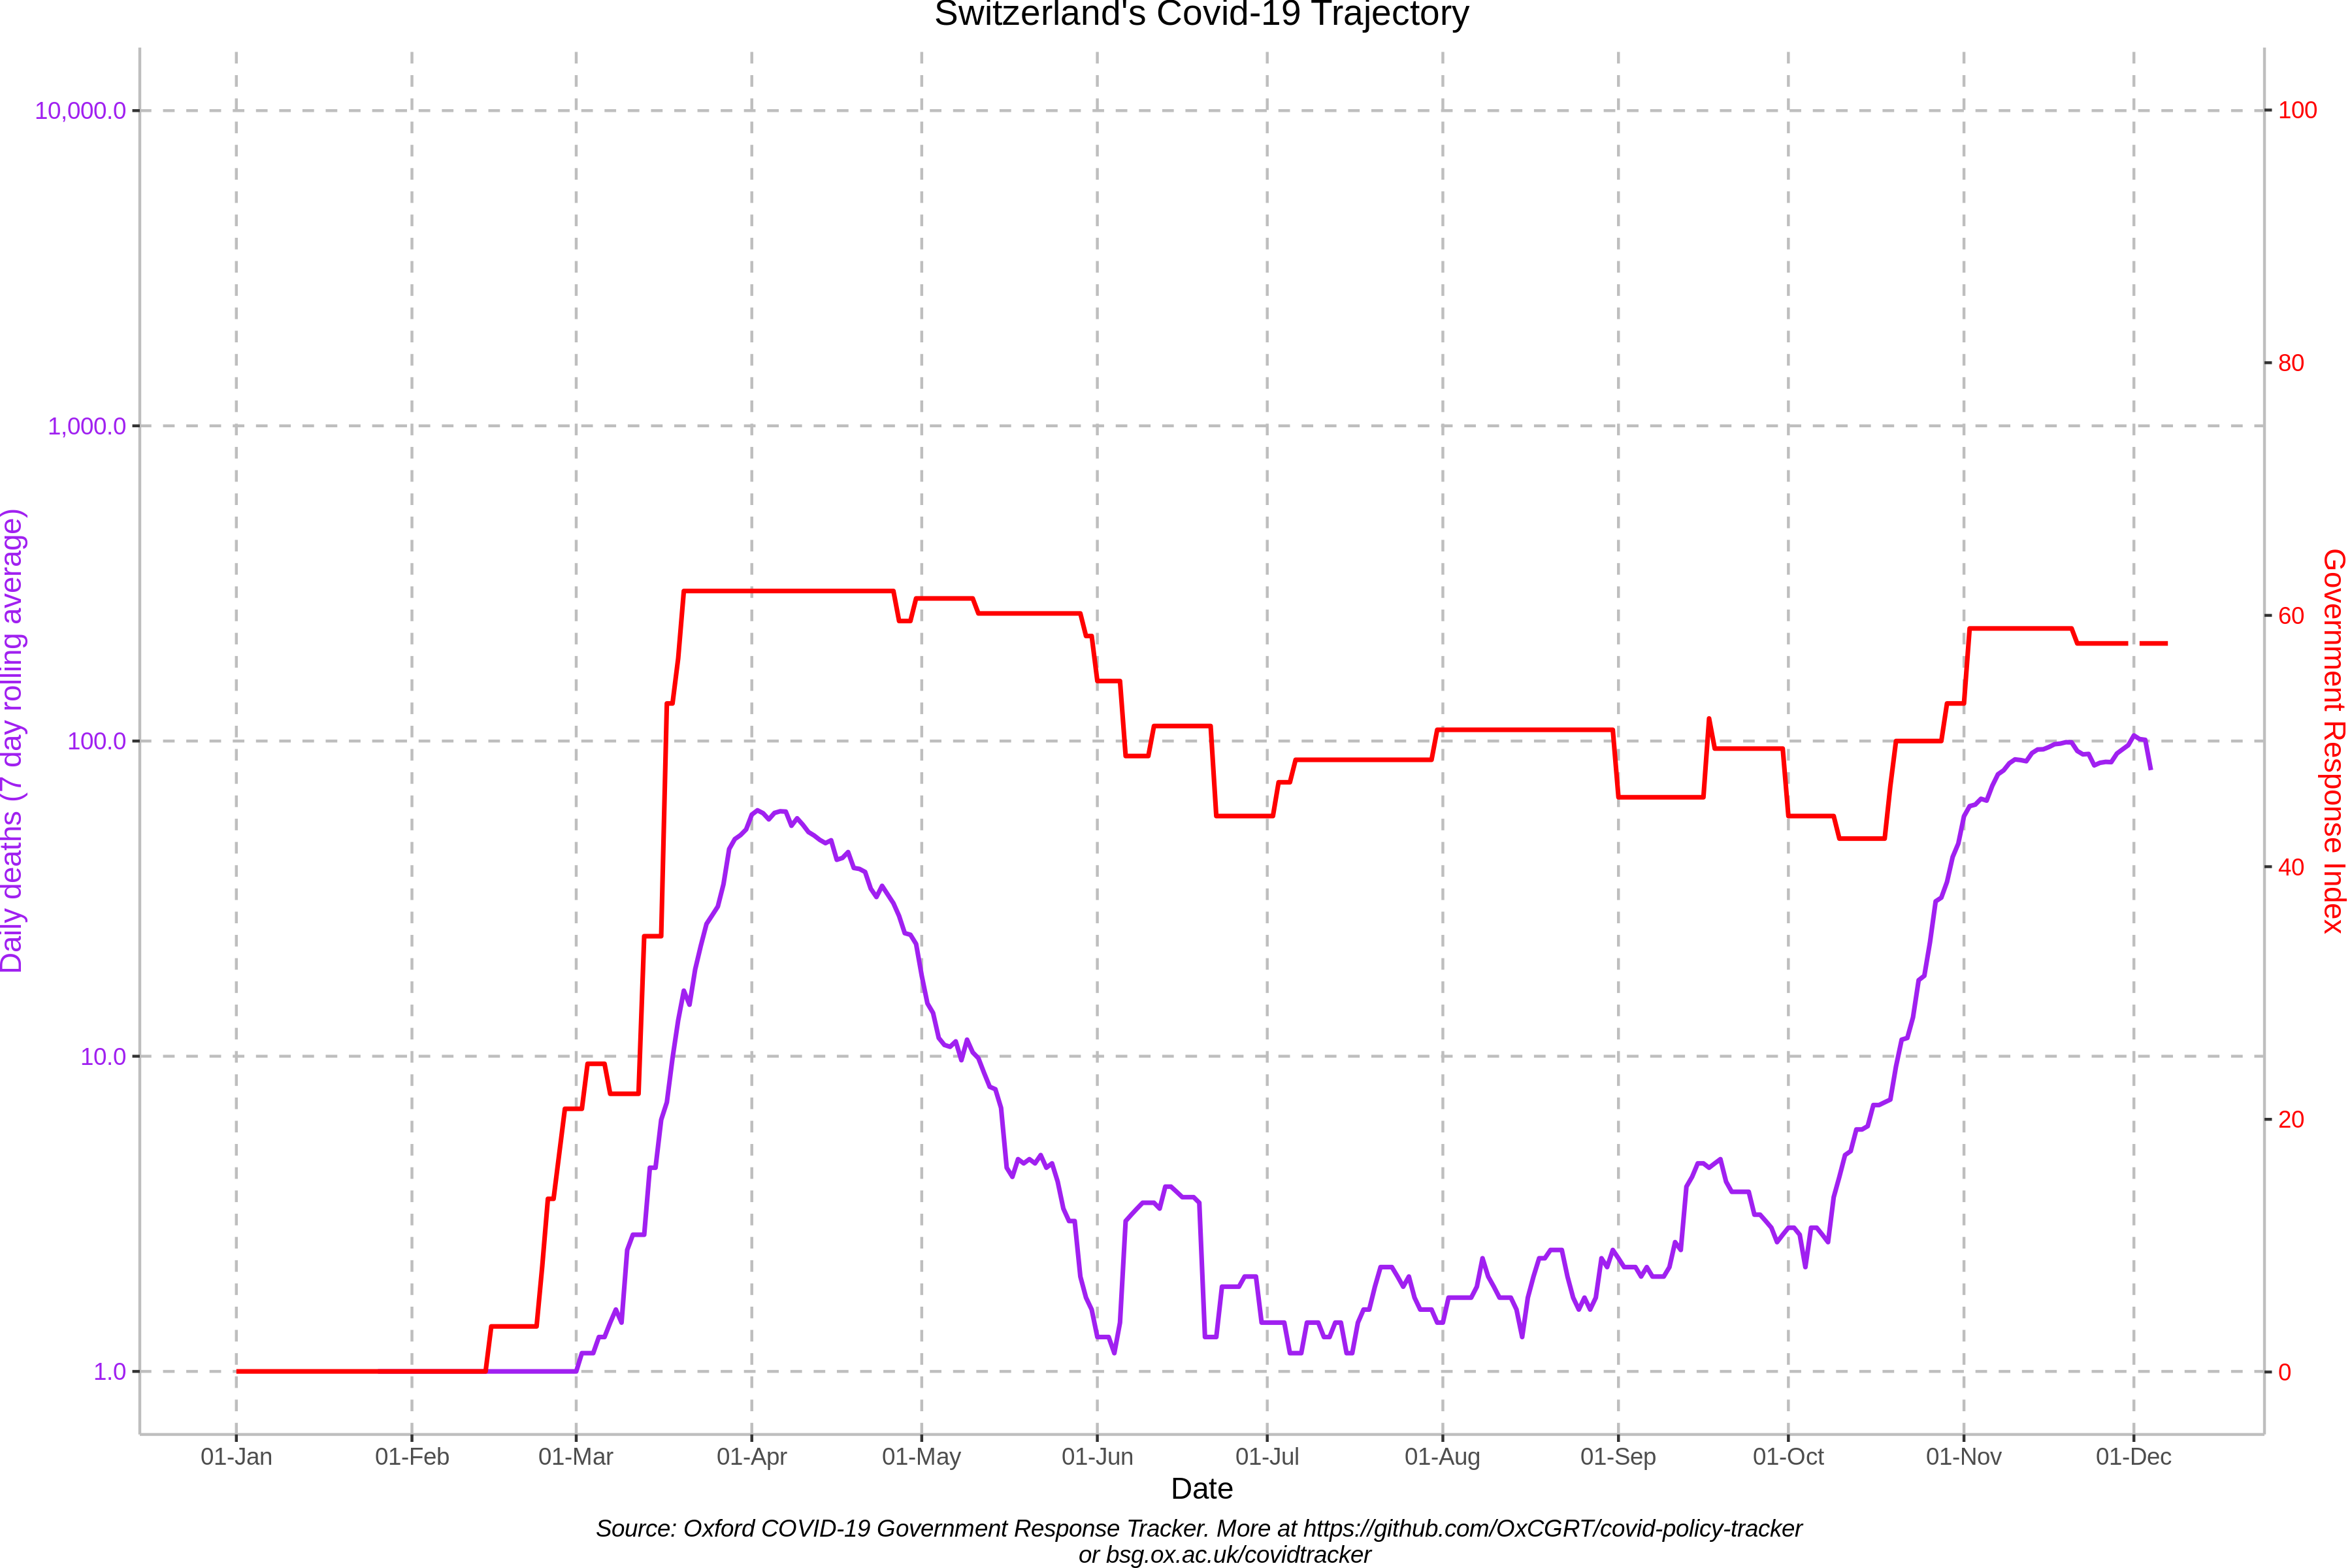 Switzerland's Covid-19 Trajectory
10,000.0
1,000.0
100.0
10.0
1.0
Daily deaths (7 day rolling average)
100
80
60
40
20
0
Government Response Index
01-Jan 01-Feb 01-Mar 01-Apr 01-May 01-Jun 01-Jul 01-Aug 01-Sep 01-Oct 01-Nov 01-Dec
Date
Source: Oxford COVID-19 Government Response Tracker. More at https://github.com/OxCGRT/covid-policy-tracker
or bsg.ox.ac.uk/covidtracker